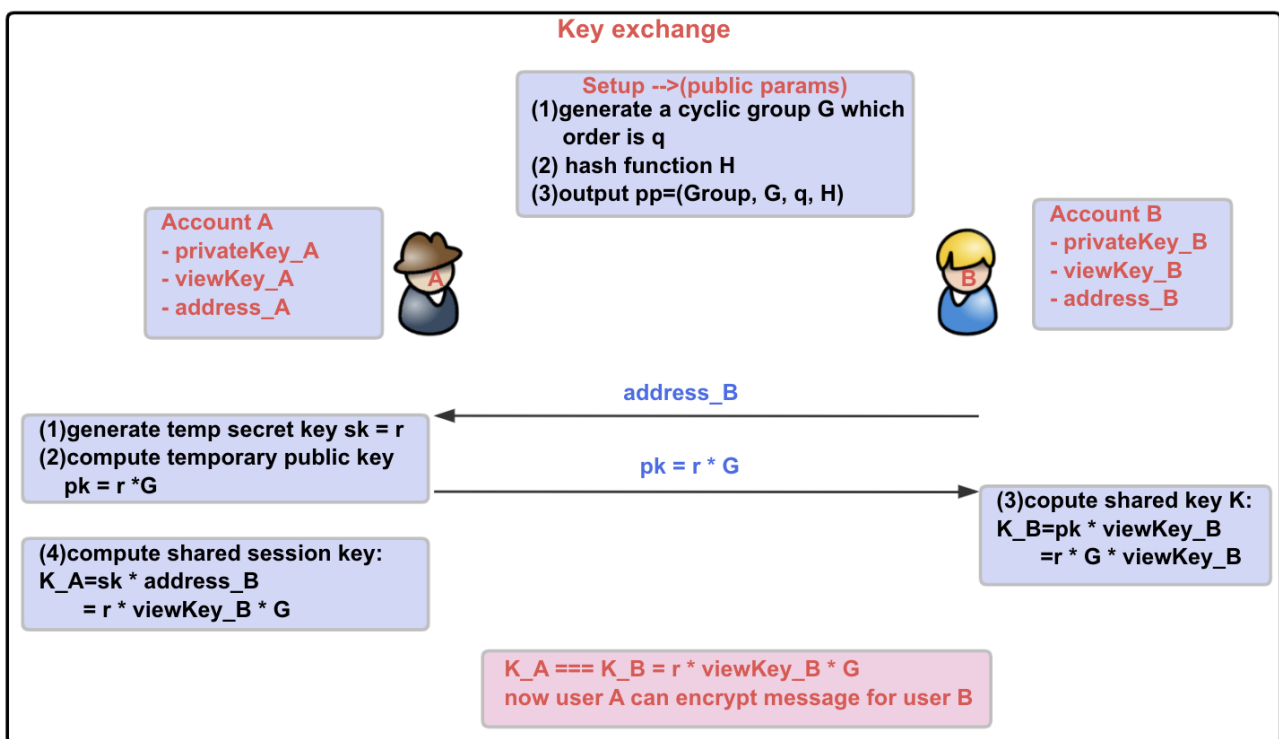 Key exchange
Setup -->(public params)
(1)generate a cyclic group G which
order is q
(2) hash function H
(3)output pp=(Group, G, q, H)
Account A
- privateKey_A
- viewKey_A
- address_A
A
B
Account B
- privateKey_B
- viewKey_B
- address_B
address_B
(1)generate temp secret key sk = r
(2)compute temporary public key
pk = r *G
pk = r * G
(3)copute shared key K:
K_B=pk * viewKey_B
=r * G * viewKey_B
(4)compute shared session key:
K_A=sk * address_B
= r * viewKey_B * G
K_A === K_B = r * viewKey_B * G
now user A can encrypt message for user B